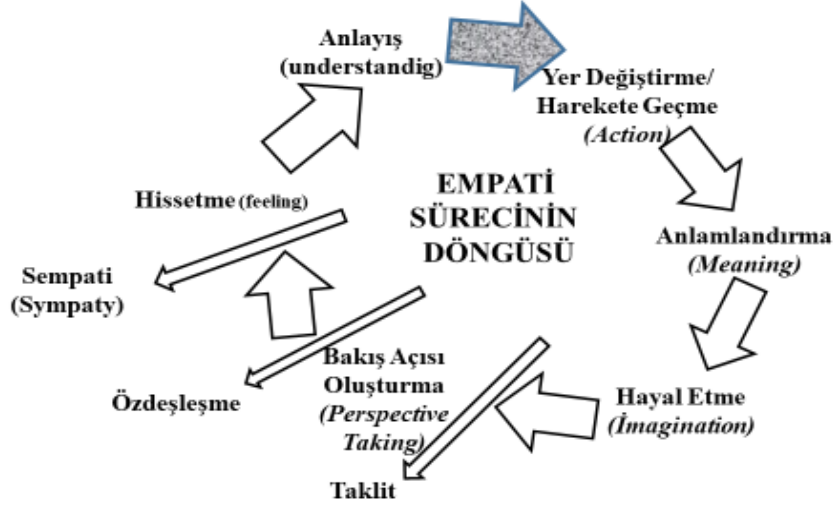 Anlayış
(understandig)
Yer Değiştirme/
Harekete Geçme
(Action)
EMPATİ
SÜRECİNİN
DÖNGÜSÜ
Anlamlandırma
(Meaning)
Hayal Etme
(İmagination)
Bakış Açısı
Oluşturma
(Perspective
Taking)
Taklit
Özdeşleşme
Hissetme (feeling)
Sempati
(Sympaty)